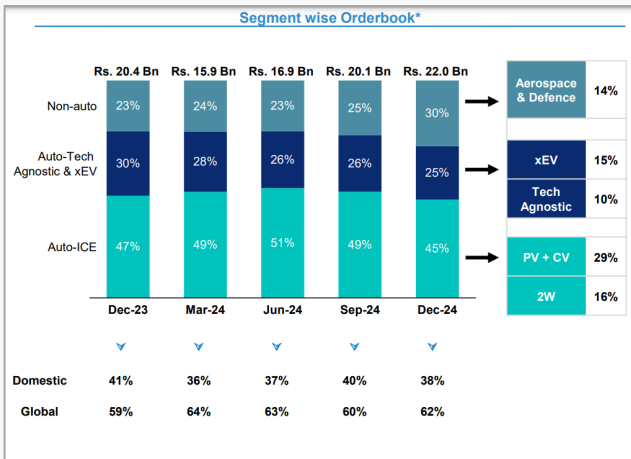 Segment wise Orderbook*
Rs. 20.4 Bn Rs. 15.9 Bn Rs. 16.9 Bn Rs. 20.1 Bn Rs. 22.0 Bn
Non-auto 23% 24% 23% 25% 30%
Aerospace
& Defence 14%
Auto-Tech
Agnostic & xEV 30% 28% 26% 26% 25%
xEV 15%
Tech
Agnostic 10%
Auto-ICE 47% 49% 51% 49% 45%
PV + CV 29%
2W 16%
Dec-23 Mar-24 Jun-24 Sep-24 Dec-24
Domestic 41% 36% 37% 40% 38%
Global 59% 64% 63% 60% 62%